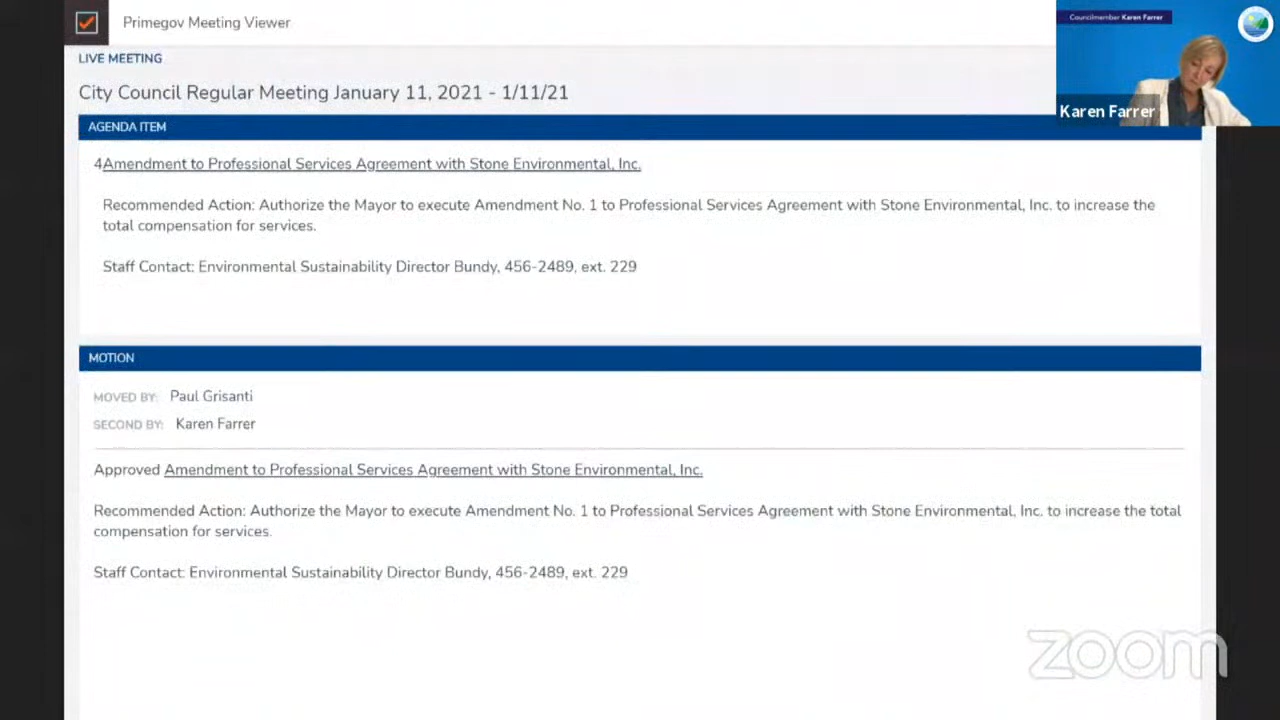 Primegov Meeting Viewer
Councilmember Karen Farrer
LIVE MEETING
City Council Regular Meeting January 11, 2021 - 1/11/21
Karen Farrer
AGENDA ITEM
4Amendment to Professional Services Agreement with Stone Environmental, Inc.
Recommended Action: Authorize the Mayor to execute Amendment No. 1 to Professional Services Agreement with Stone Environmental, Inc. to increase the
total compensation for services.
Staff Contact: Environmental Sustainability Director Bundy, 456-2489, ext. 229
MOTION
MOVED BY: Paul Grisanti
SECOND BY: Karen Farrer
Approved Amendment to Professional Services Agreement with Stone Environmental, Inc.
Recommended Action: Authorize the Mayor to execute Amendment No. 1 to Professional Services Agreement with Stone Environmental, Inc. to increase the total
compensation for services.
Staff Contact: Environmental Sustainability Director Bundy, 456-2489, ext. 229
zoom